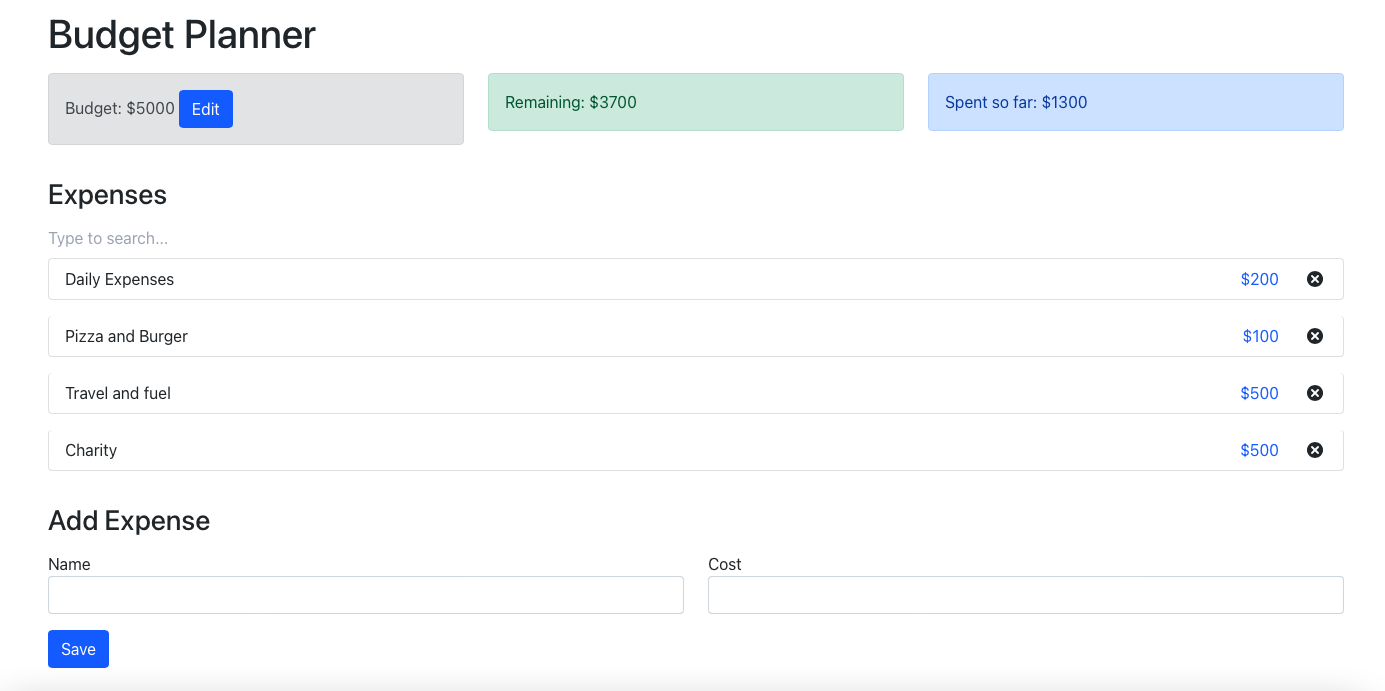 Budget Planner
Budget: $5000 Edit
Remaining: $3700
Spent so far: $1300
Expenses
Type to search...
Daily Expenses $200
Pizza and Burger $100
Travel and fuel $500
Charity $500
Add Expense
Name
Cost
Save